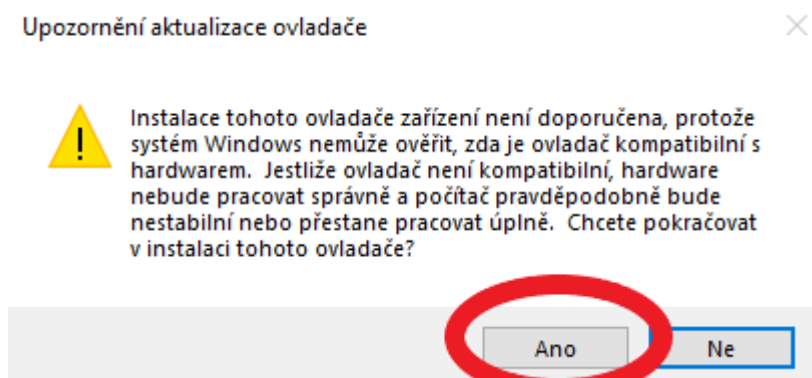 Upozornění aktualizace ovladače
Instalace tohoto ovladače zařízení není doporučena, protože
systém Windows nemůže ověřit, zda je ovladač kompatibilní s
hardwarem.  Jestliže ovladač není kompatibilní, hardware
nebude pracovat správně a počítač pravděpodobně bude
nestabilní nebo přestane pracovat úplně.  Chcete pokračovat
v instalaci tohoto ovladače?
Ano
Ne